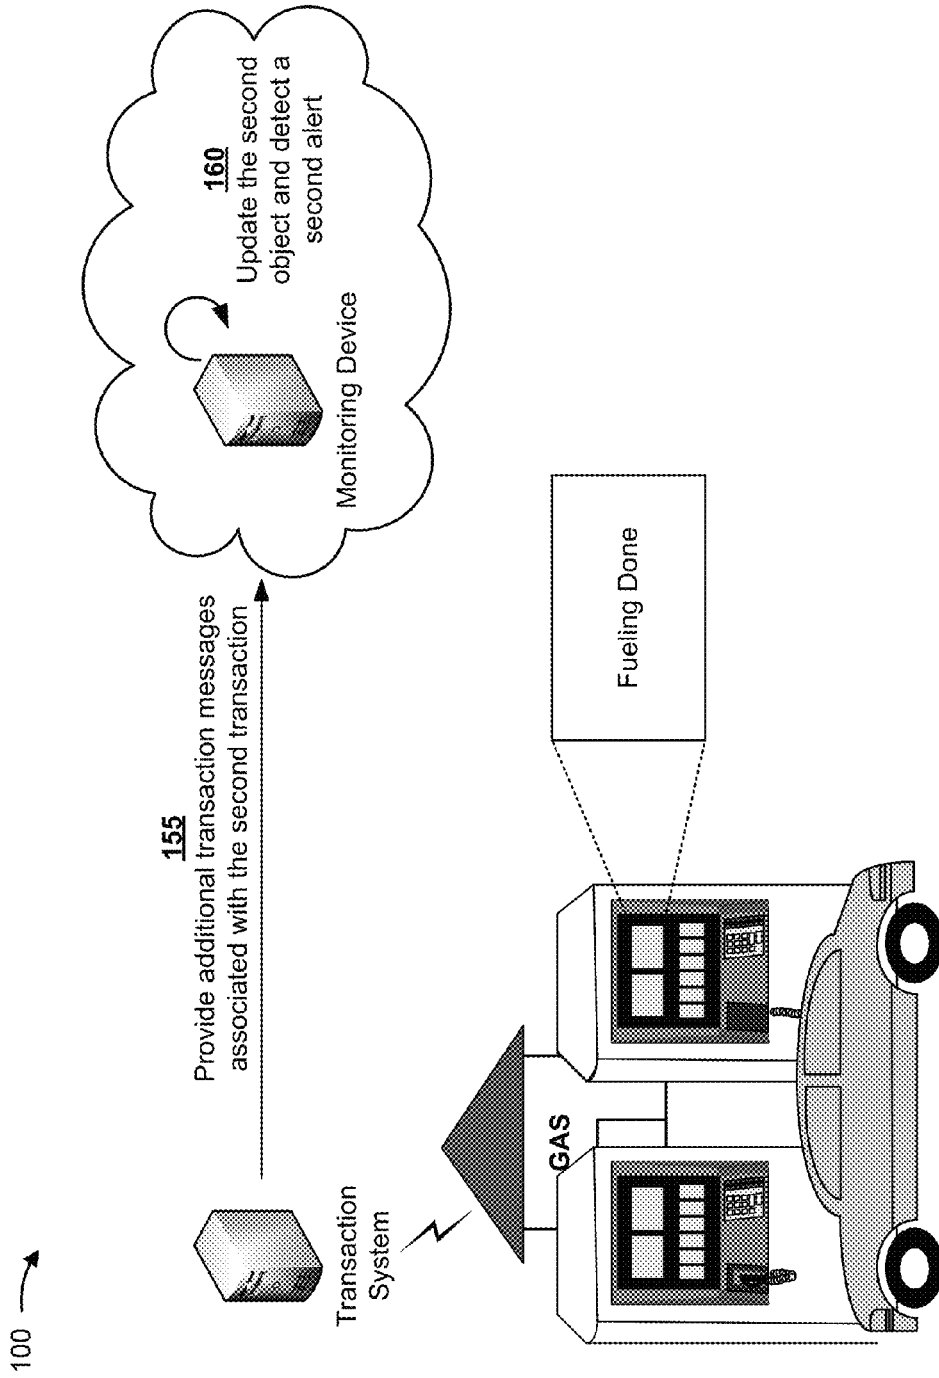 100
155
Provide additional transaction messages
associated with the second transaction
160
Update the second
object and detect a
second alert
Monitoring Device
Transaction
System
GAS
Fueling Done